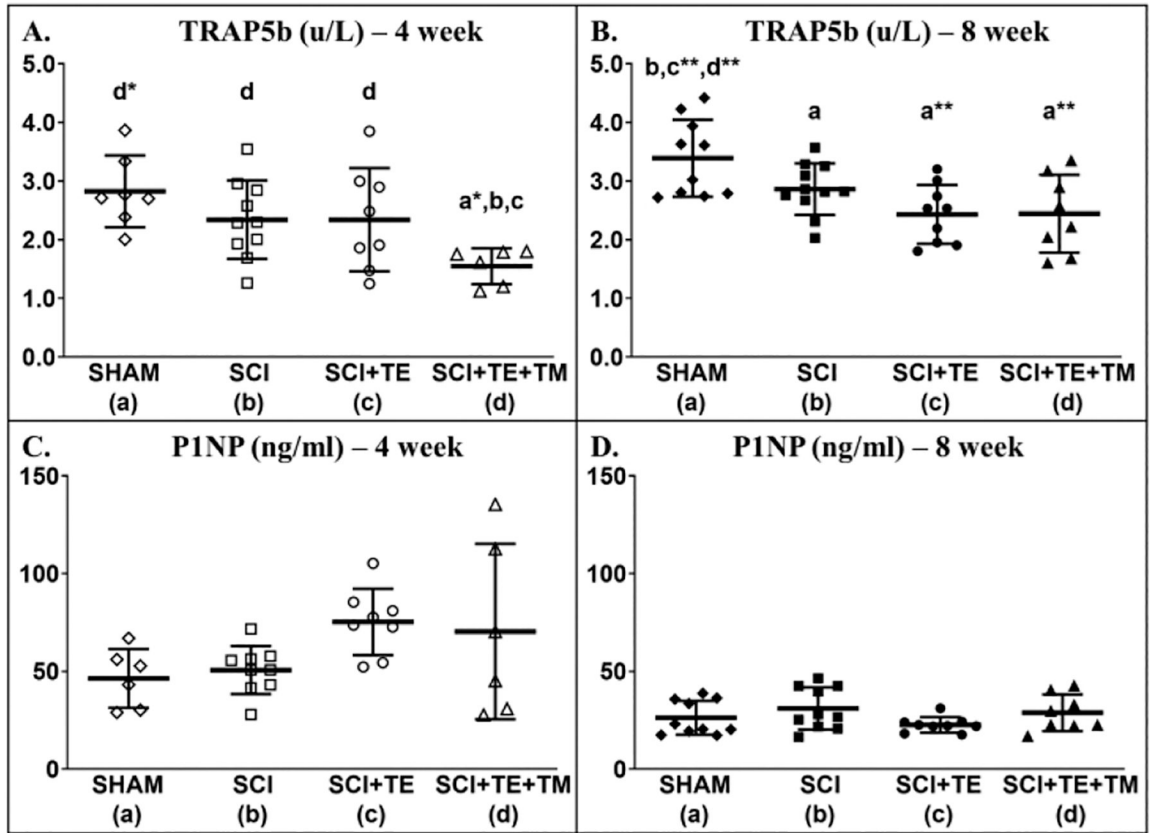 A. TRAP5b (u/L) – 4 week
5.0
4.0
3.0
2.0
1.0
0.0
d* d d a*,b,c
SHAM SCI SCI+TE SCI+TE+TM
(a) (b) (c) (d)
B. TRAP5b (u/L) – 8 week
5.0
4.0
3.0
2.0
1.0
0.0
b,c**,d** a a** a**
SHAM SCI SCI+TE SCI+TE+TM
(a) (b) (c) (d)
C. P1NP (ng/ml) – 4 week
150
100
50
0
SHAM SCI SCI+TE SCI+TE+TM
(a) (b) (c) (d)
D. P1NP (ng/ml) – 8 week
150
100
50
0
SHAM SCI SCI+TE SCI+TE+TM
(a) (b) (c) (d)